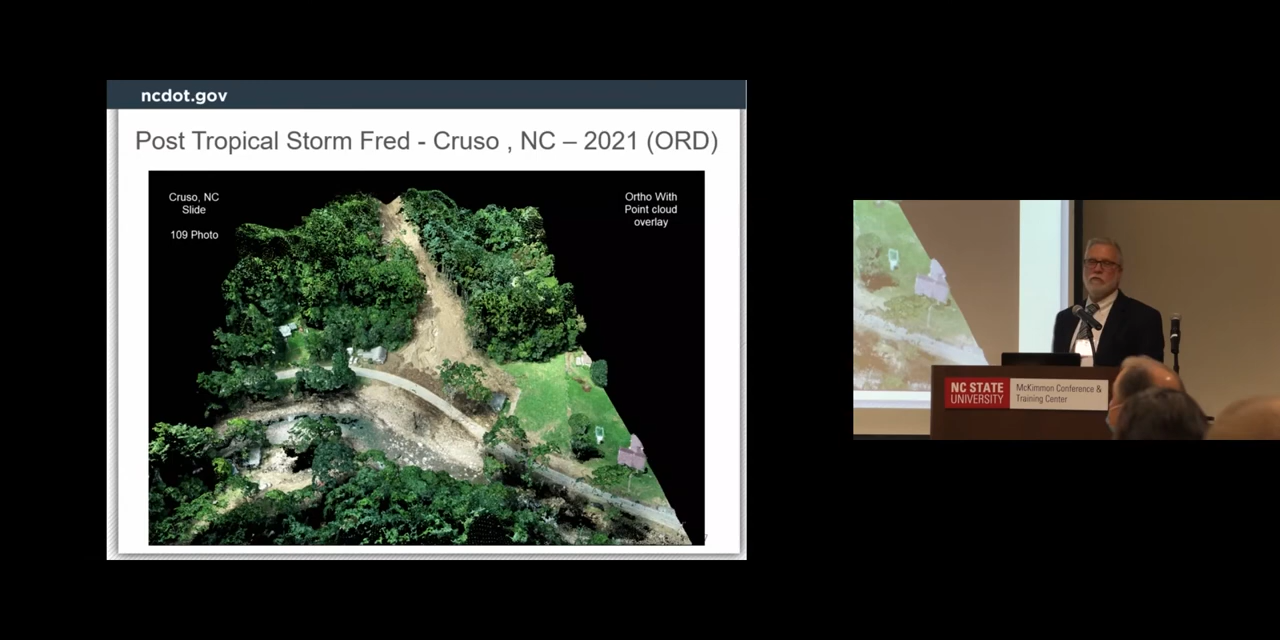 ncdot.gov
Post Tropical Storm Fred - Cruso , NC – 2021 (ORD)
Cruso, NC
Slide
109 Photo
Ortho With
Point cloud
overlay
NC STATE
UNIVERSITY
McKimmon Conference &
Training Center